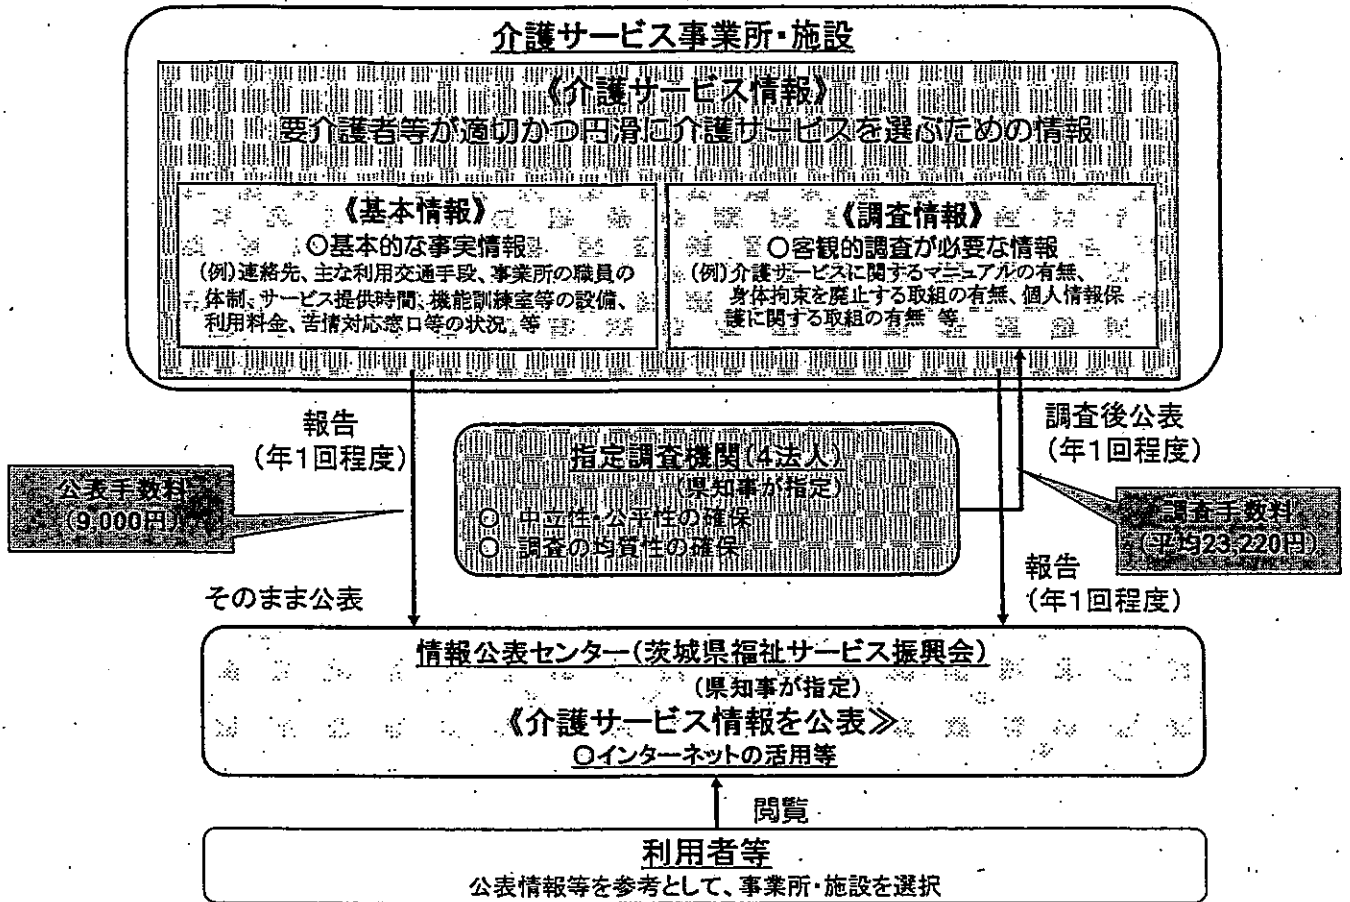 介護サービス事業所・施設
《介護サービス情報》
要介護者等が適切かつ円滑に介護サービスを選ぶための情報
《基本情報》
○基本的な事実情報
(例)連絡先、主な利用交通手段、事業所の職員の
体制、サービス提供時間、機能訓練室等の設備、
利用料金、苦情対応窓口等の状況 等
《調査情報》
○客観的調査が必要な情報
(例)介護サービスに関するマニュアルの有無、
身体拘束を廃止する取組の有無、個人情報保
護に関する取組の有無 等
報告
(年1回程度)
公表手数料
(9,000円)
そのまま公表
指定調査機関(4法人)
(県知事が指定)
○ 中立性・公平性の確保
○ 調査の均質性の確保
調査後公表
(年1回程度)
調査手数料
(平均23,220円)
報告
(年1回程度)
情報公表センター(茨城県福祉サービス振興会)
(県知事が指定)
《介護サービス情報を公表≫
○インターネットの活用等
閲覧
利用者等
公表情報等を参考として、事業所・施設を選択